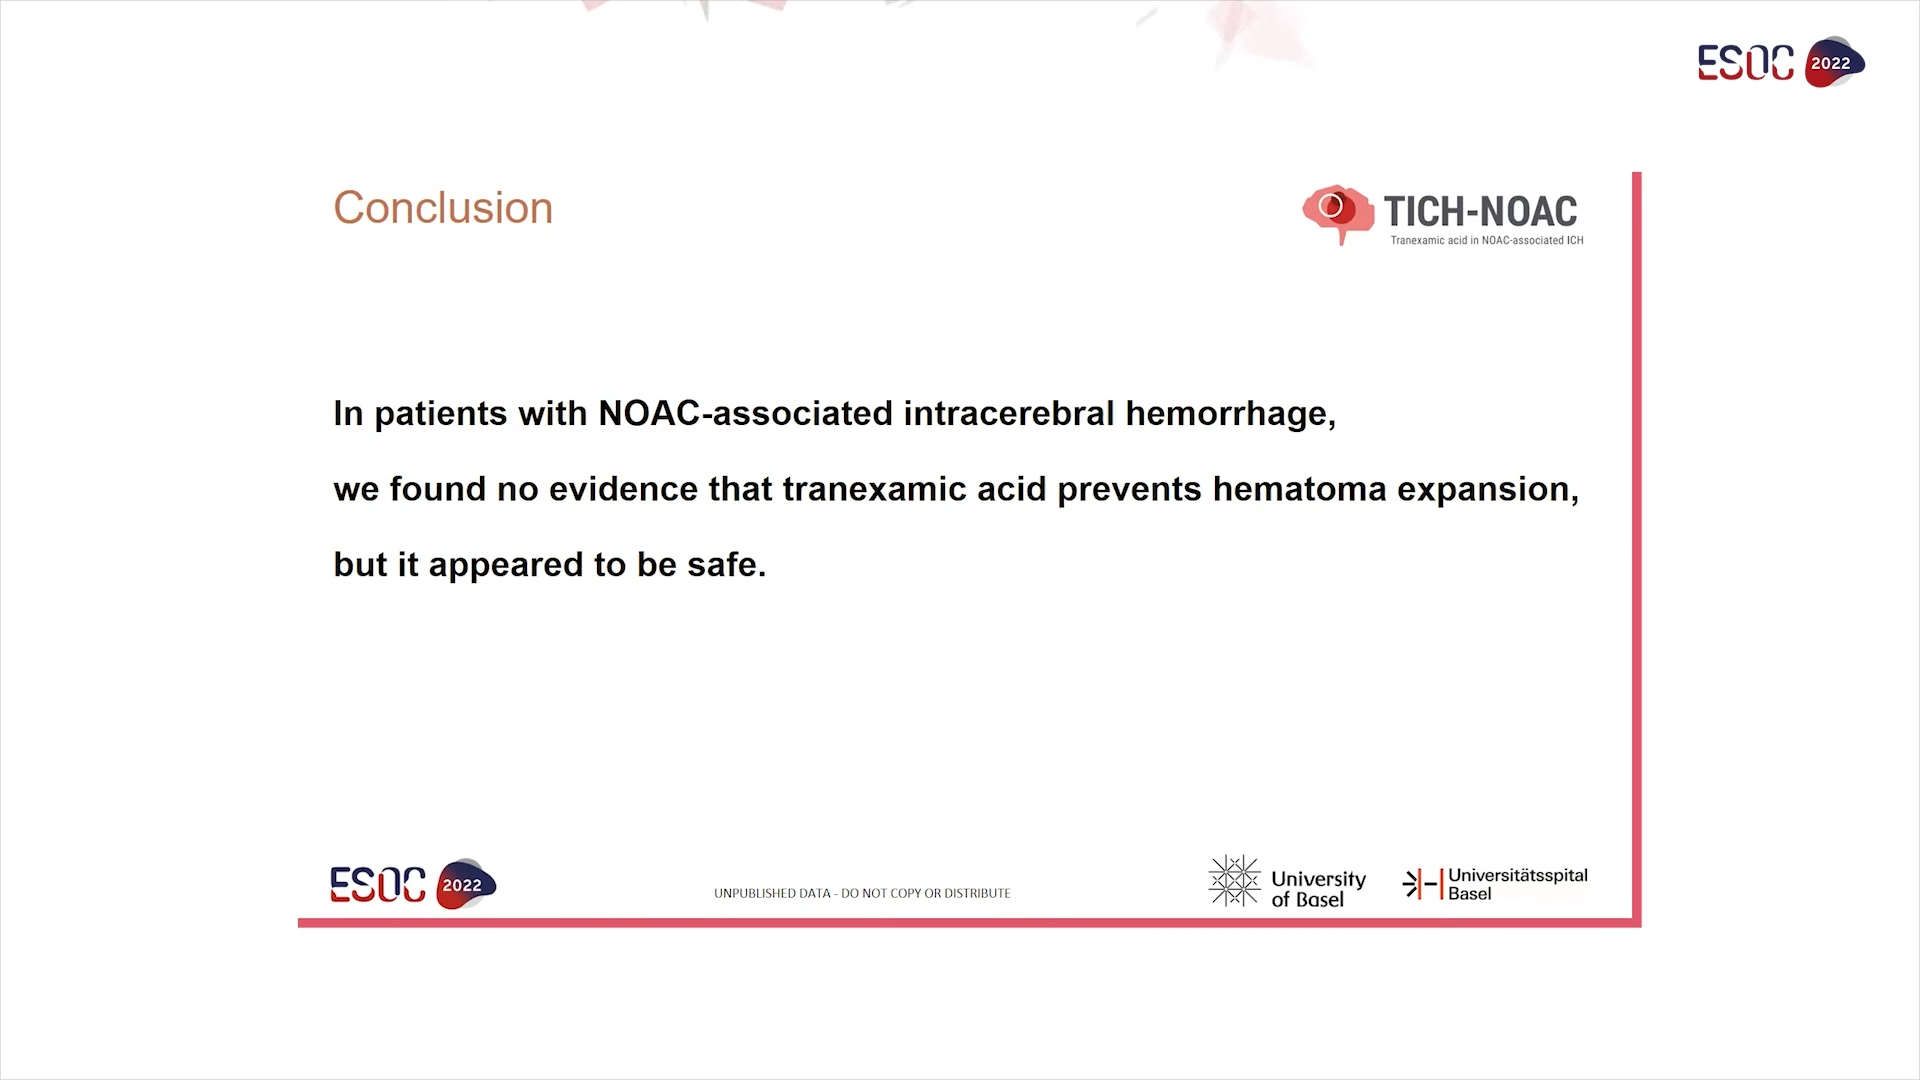 ESOC 2022
Conclusion
TICH-NOAC
Tranexamic acid in NOAC-associated ICH
In patients with NOAC-associated intracerebral hemorrhage,
we found no evidence that tranexamic acid prevents hematoma expansion,
but it appeared to be safe.
ESOC 2022
UNPUBLISHED DATA - DO NOT COPY OR DISTRIBUTE
University
of Basel
Universitätsspital
Basel